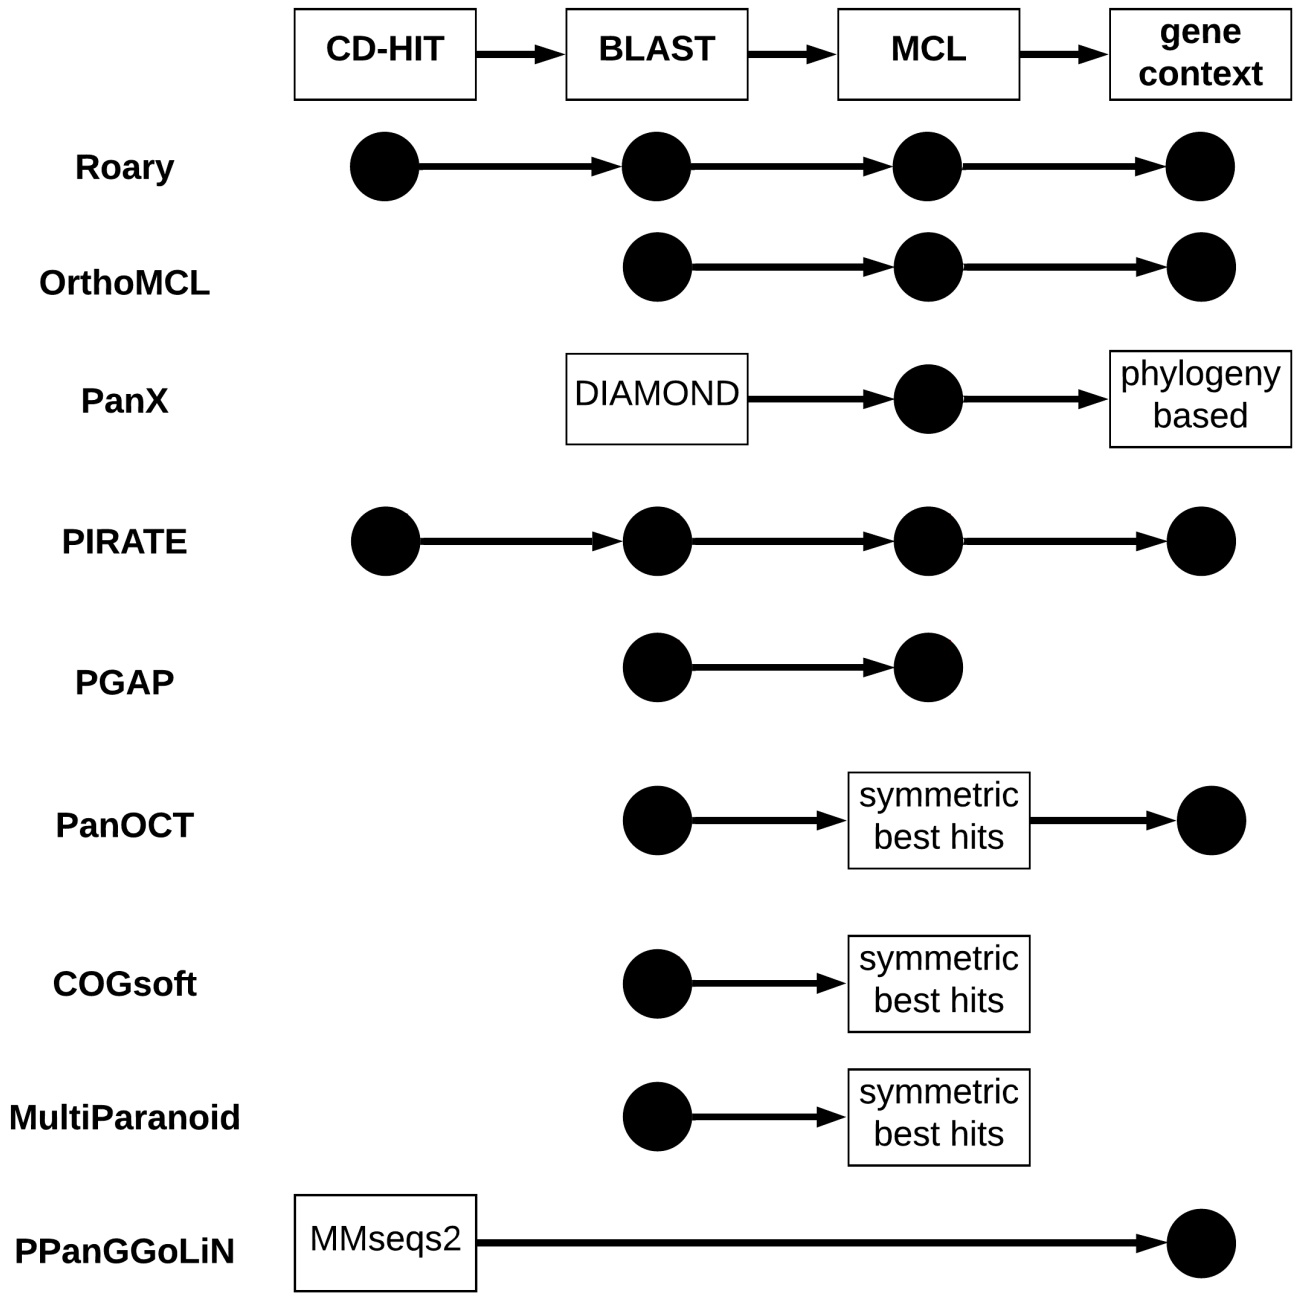 CD-HIT
BLAST
MCL
gene
context
Roary
OrthoMCL
PanX
DIAMOND
phylogeny
based
PIRATE
PGAP
PanOCT
symmetric
best hits
COGsoft
symmetric
best hits
MultiParanoid
symmetric
best hits
PPanGGoLiN
MMseqs2